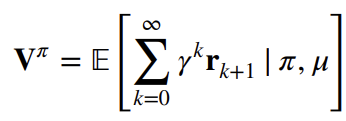 𝐕^π = 𝔼 [ ∑_{k=0}^{∞} γ^k 𝐫_{k+1} | π, μ ]